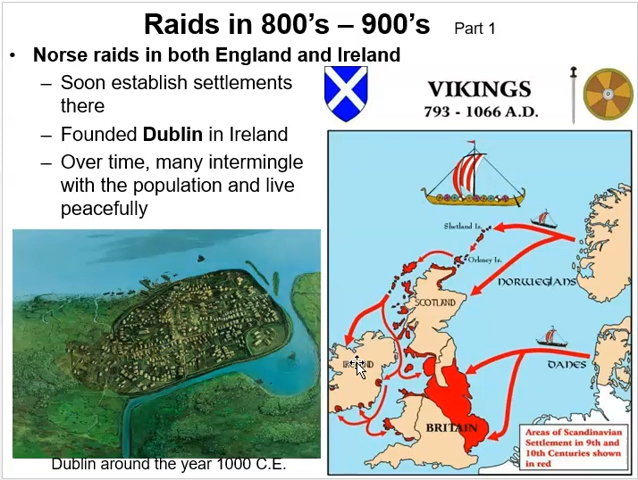 Raids in 800's – 900's Part 1
• Norse raids in both England and Ireland
– Soon establish settlements
there
– Founded Dublin in Ireland
– Over time, many intermingle
with the population and live
peacefully
VIKINGS
793 - 1066 A.D.
Shetland Is.
Orkney Is.
NORWEGIANS
SCOTLAND
IRELAND
DANES
BRITAIN
Areas of Scandinavian
Settlement in 9th and
10th Centuries shown
in red
Dublin around the year 1000 C.E.